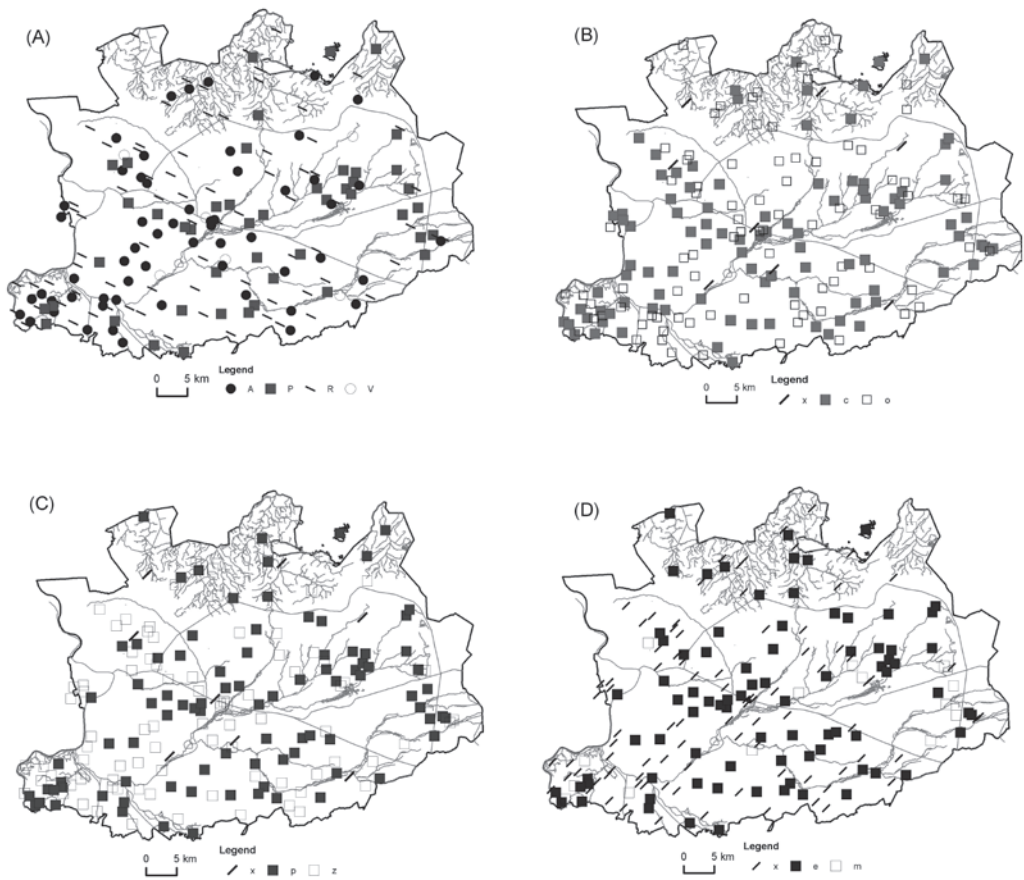 (A)
(B)
Legend
0 5 km A P R V
Legend
0 5 km x c o
(C)
(D)
Legend
0 5 km x p z
Legend
0 5 km x e m